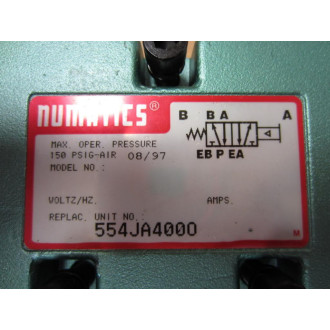 NUMATICS®
MAX. OPER. PRESSURE
150 PSIG-AIR 08/97
MODEL NO.:
B B A A
EB P EA
VOLTZ/HZ. AMPS.
REPLAC. UNIT NO.:
554JA4000
M